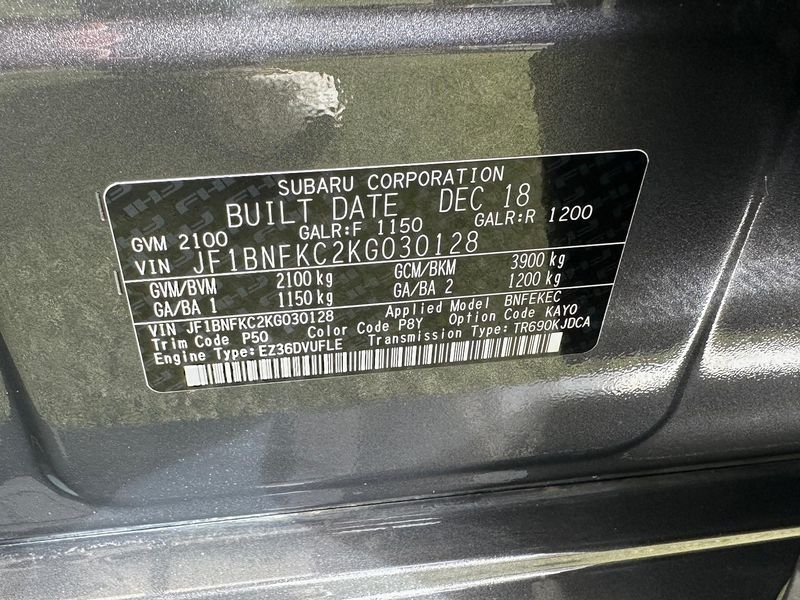 SUBARU CORPORATION
BUILT DATE DEC 18
GVM 2100 GALR:F 1150 GALR:R 1200
VIN JF1BNFKC2KG030128
GVM/BVM 2100 kg GCM/BKM 3900 kg
GA/BA 1 1150 kg GA/BA 2 1200 kg
VIN JF1BNFKC2KG030128 Applied Model BNFEKEC
Trim Code P50 Color Code P8Y Option Code KAYO
Engine Type:EZ36DVUFLE Transmission Type:TR690KJDCA